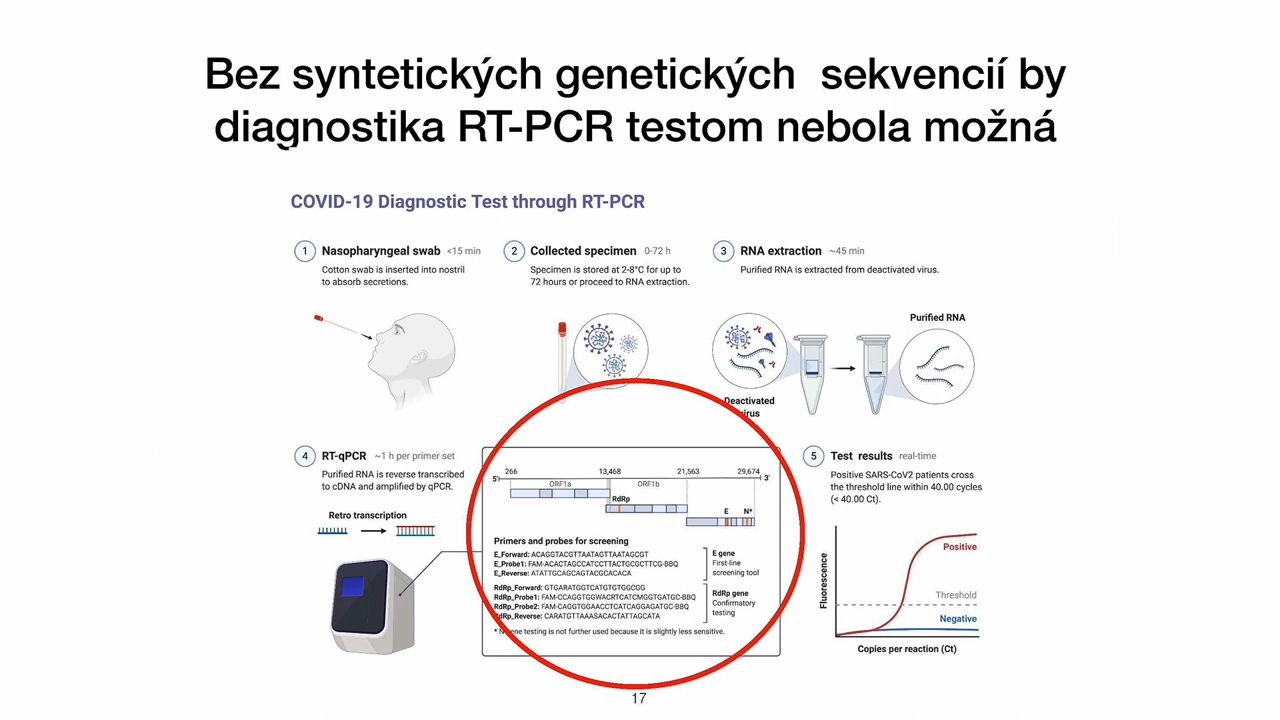 Bez syntetických genetických sekvencií by
diagnostika RT-PCR testom nebola možná
COVID-19 Diagnostic Test through RT-PCR
1 Nasopharyngeal swab <15 min
Cotton swab is inserted into nostril
to absorb secretions.
2 Collected specimen 0-72 h
Specimen is stored at 2-8°C for up to
72 hours or proceed to RNA extraction.
3 RNA extraction ~45 min
Purified RNA is extracted from deactivated virus.
Purified RNA
Deactivated
virus
4 RT-qPCR ~1 h per primer set
Purified RNA is reverse transcribed
to cDNA and amplified by qPCR.
Retro transcription
266 13,468 21,563 29,674
5' 3'
ORF1a ORF1b
RdRp
E N*
Primers and probes for screening
E_Forward: ACAGGTACGTTAATAGTTAATAGCGT
E_Probe1: FAM-ACACTAGCCATCCTTACTGCGCTTCG-BBQ
E_Reverse: ATATTGCAGCAGTACGCACACA
E gene
First-line
screening tool
RdRp_Forward: GTGARATGGTCATGTGTGGCGG
RdRp_Probe1: FAM-CCAGGTGGWACRTCATCMGGTGATGC-BBQ
RdRp_Probe2: FAM-CAGGTGGAACCTCATCAGGAGATGC-BBQ
RdRp_Reverse: CARATGTTAAASACACTATTAGCATA
RdRp gene
Confirmatory
testing
* N gene testing is not further used because it is slightly less sensitive.
5 Test results real-time
Positive SARS-CoV2 patients cross
the threshold line within 40.00 cycles
(< 40.00 Ct).
Fluorescence
Positive
Threshold
Negative
Copies per reaction (Ct)
17